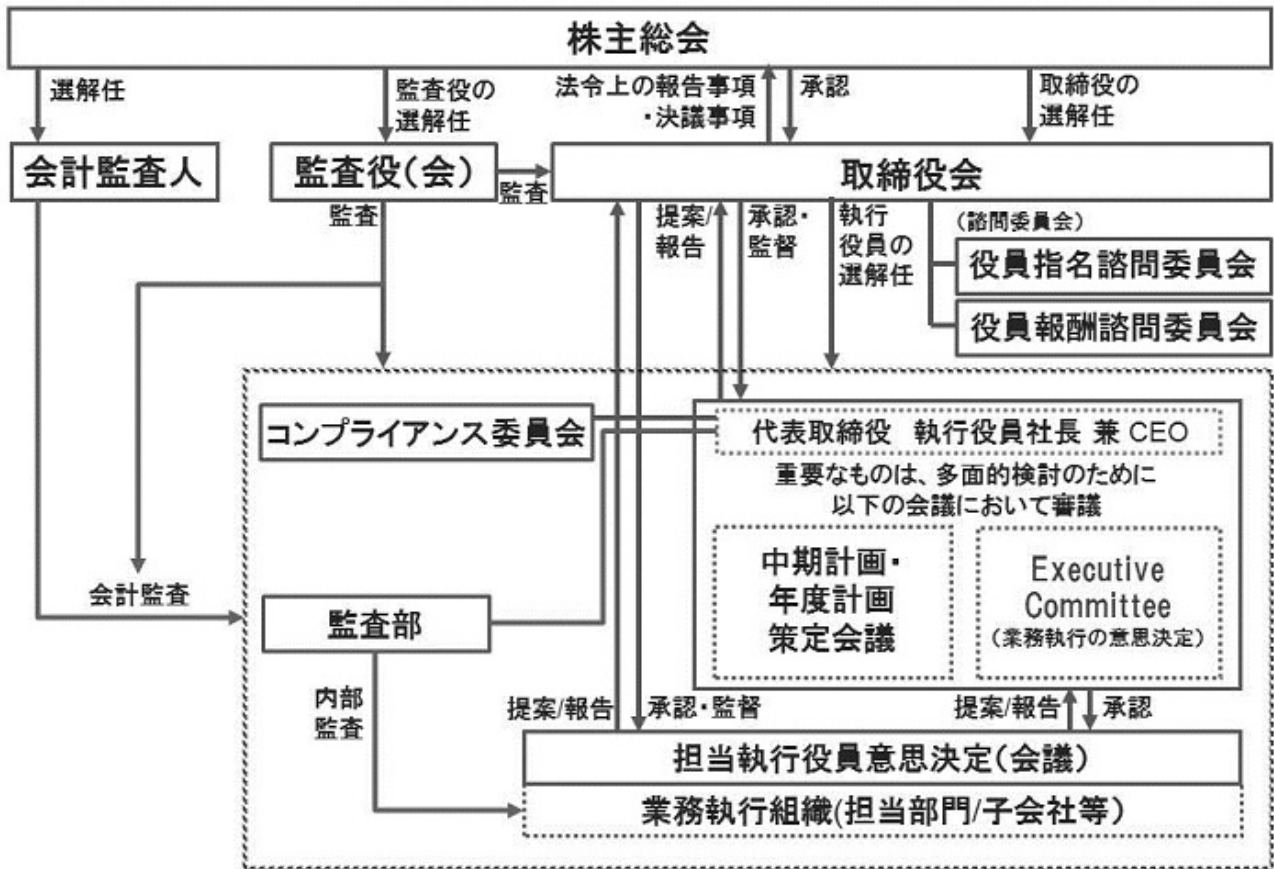 株主総会
選解任
監査役の
選解任
法令上の報告事項
・決議事項
承認
取締役の
選解任
会計監査人
監査役(会)
監査
取締役会
監査
提案/
報告
承認・
監督
執行
役員の
選解任
(諮問委員会)
役員指名諮問委員会
役員報酬諮問委員会
コンプライアンス委員会
代表取締役 執行役員社長 兼 CEO
重要なものは、多面的検討のために
以下の会議において審議
中期計画・
年度計画
策定会議
Executive
Committee
(業務執行の意思決定)
会計監査
監査部
内部
監査
提案/報告
承認・監督
提案/報告
承認
担当執行役員意思決定(会議)
業務執行組織(担当部門/子会社等)